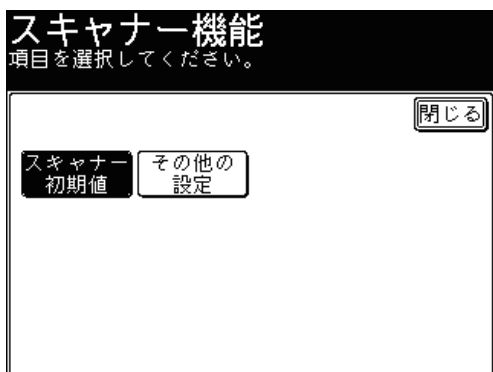 スキャナー機能
項目を選択してください。
閉じる
スキャナー
初期値
その他の
設定